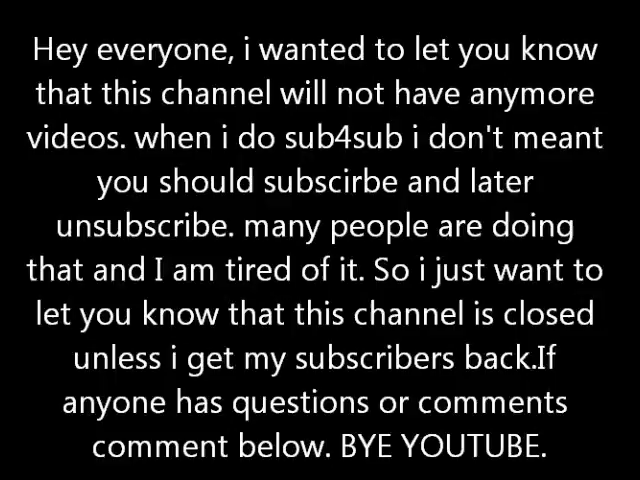 Hey everyone, i wanted to let you know
that this channel will not have anymore
videos. when i do sub4sub i don't meant
you should subscirbe and later
unsubscribe. many people are doing
that and I am tired of it. So i just want to
let you know that this channel is closed
unless i get my subscribers back.If
anyone has questions or comments
comment below. BYE YOUTUBE.